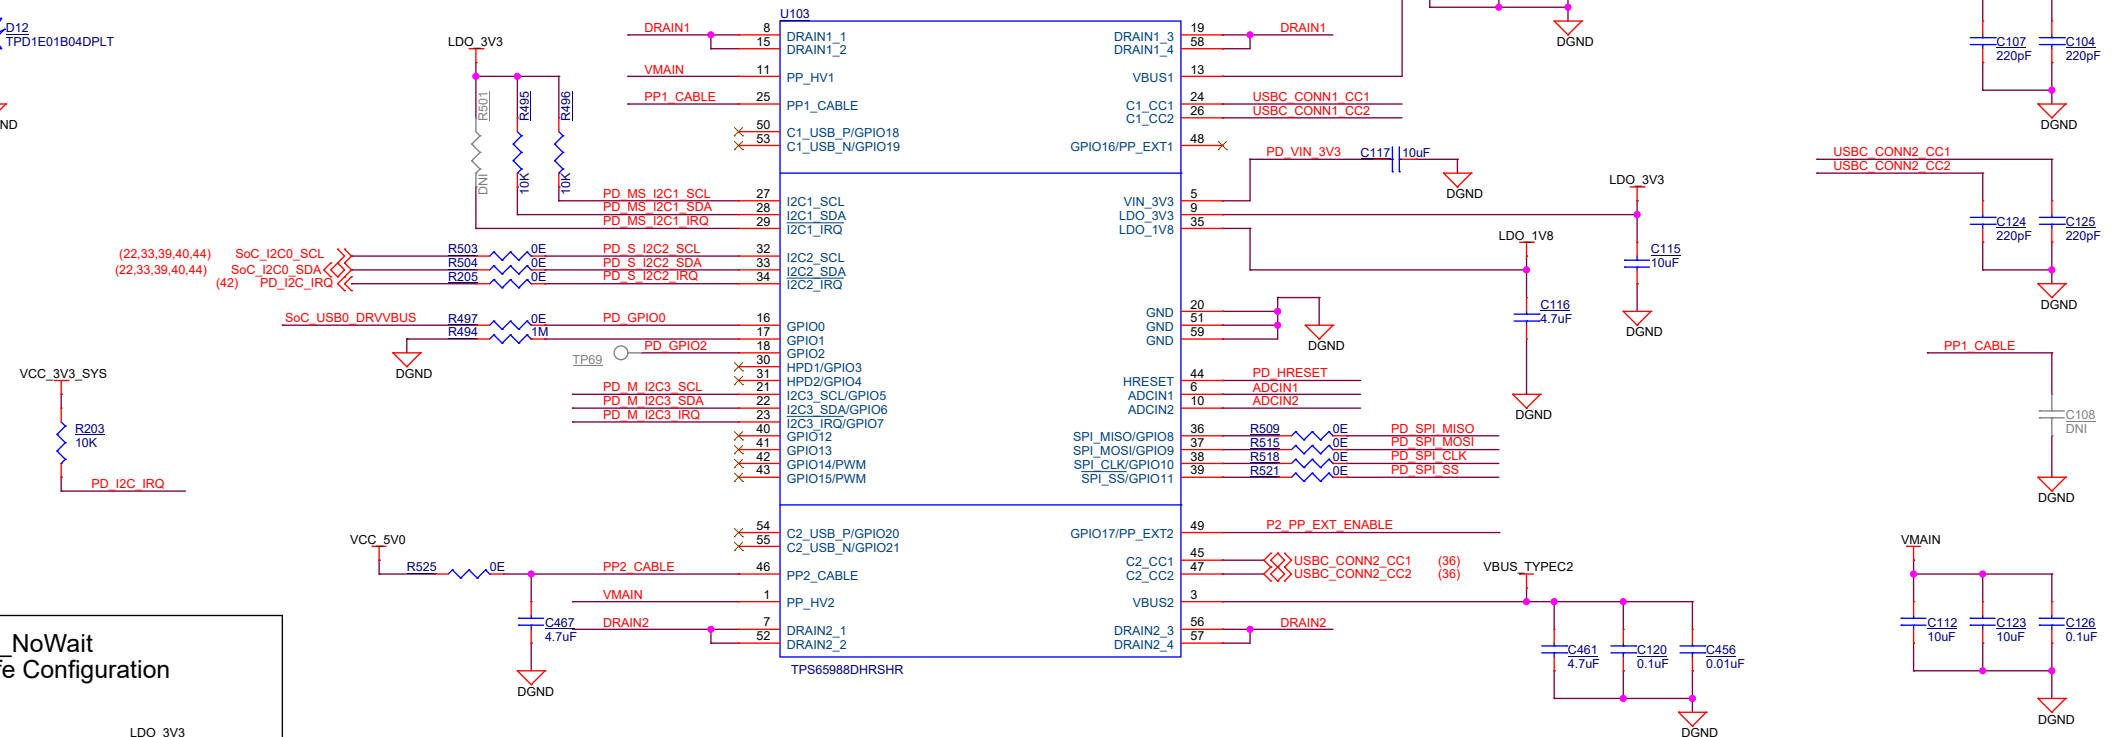 D12
TPD1E01B04DPLT
ND
LDO_3V3
R501
DNI
R495
10K
R496
10K
U103
DRAIN1 8 DRAIN1_1
15 DRAIN1_2
VMAIN 11 PP_HV1
PP1_CABLE 25 PP1_CABLE
50 C1_USB_P/GPIO18
53 C1_USB_N/GPIO19
PD_MS_I2C1_SCL 27 I2C1_SCL
PD_MS_I2C1_SDA 28 I2C1_SDA
PD_MS_I2C1_IRQ 29 I2C1_IRQ
(22,33,39,40,44) SoC_I2C0_SCL R503 0E PD_S_I2C2_SCL 32 I2C2_SCL
(22,33,39,40,44) SoC_I2C0_SDA R504 0E PD_S_I2C2_SDA 33 I2C2_SDA
(42) PD_I2C_IRQ R205 0E PD_S_I2C2_IRQ 34 I2C2_IRQ
SoC_USB0_DRVVBUS R497 0E PD_GPIO0 16 GPIO0
R494 1M 17 GPIO1
DGND
TP69 PD_GPIO2 18 GPIO2
30 HPD1/GPIO3
31 HPD2/GPIO4
PD_M_I2C3_SCL 21 I2C3_SCL/GPIO5
PD_M_I2C3_SDA 22 I2C3_SDA/GPIO6
PD_M_I2C3_IRQ 23 I2C3_IRQ/GPIO7
40 GPIO12
41 GPIO13
42 GPIO14/PWM
43 GPIO15/PWM
VCC_3V3_SYS
R203
10K
PD_I2C_IRQ
54 C2_USB_P/GPIO20
55 C2_USB_N/GPIO21
VCC_5V0
R525 0E PP2_CABLE 46 PP2_CABLE
VMAIN 1 PP_HV2
C467
4.7uF
DGND
DRAIN2 7 DRAIN2_1
52 DRAIN2_2
TPS65988DHRSHR
DRAIN1_3 19 DRAIN1
DRAIN1_4 58
VBUS1 13
C1_CC1 24 USBC_CONN1_CC1
C1_CC2 26 USBC_CONN1_CC2
GPIO16/PP_EXT1 48
PD_VIN_3V3 C117 10uF
DGND
VIN_3V3 5
LDO_3V3 9
LDO_1V8 35
LDO_3V3
C115
10uF
DGND
LDO_1V8
C116
4.7uF
DGND
GND 20
GND 51
GND 59
DGND
HRESET 44 PD_HRESET
ADCIN1 6 ADCIN1
ADCIN2 10 ADCIN2
SPI_MISO/GPIO8 36 R509 0E PD_SPI_MISO
SPI_MOSI/GPIO9 37 R515 0E PD_SPI_MOSI
SPI_CLK/GPIO10 38 R518 0E PD_SPI_CLK
SPI_SS/GPIO11 39 R521 0E PD_SPI_SS
GPIO17/PP_EXT2 49 P2_PP_EXT_ENABLE
C2_CC1 45 USBC_CONN2_CC1 (36)
C2_CC2 47 USBC_CONN2_CC2 (36)
VBUS2 3
VBUS_TYPEC2
DRAIN2_3 56 DRAIN2
DRAIN2_4 57
C461
4.7uF
C120
0.1uF
C456
0.01uF
DGND
DGND
C107
220pF
C104
220pF
DGND
USBC_CONN2_CC1
USBC_CONN2_CC2
C124
220pF
C125
220pF
DGND
PP1_CABLE
C108
DNI
DGND
VMAIN
C112
10uF
C123
10uF
C126
0.1uF
DGND
_NoWait
fe Configuration
LDO_3V3